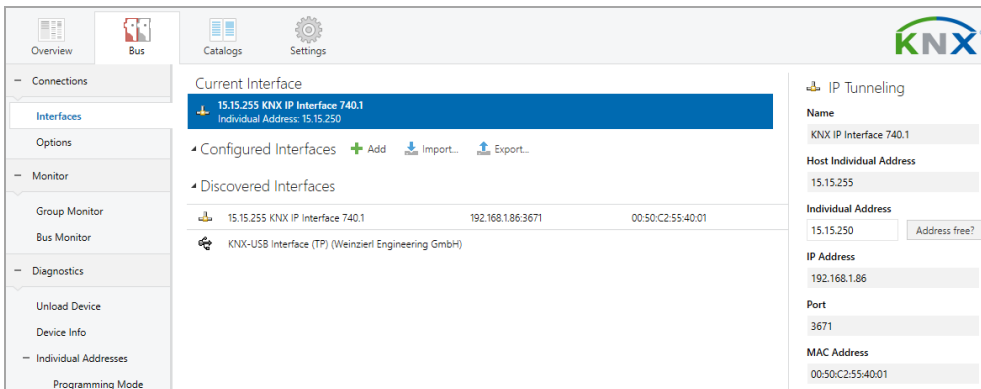 Overview
Bus
Catalogs
Settings
KNX
Connections
Interfaces
Options
Monitor
Group Monitor
Bus Monitor
Diagnostics
Unload Device
Device Info
Individual Addresses
Programming Mode
Current Interface
15.15.255 KNX IP Interface 740.1
Individual Address: 15.15.250
Configured Interfaces Add Import... Export...
Discovered Interfaces
15.15.255 KNX IP Interface 740.1 192.168.1.86:3671 00:50:C2:55:40:01
KNX-USB Interface (TP) (Weinzierl Engineering GmbH)
IP Tunneling
Name
KNX IP Interface 740.1
Host Individual Address
15.15.255
Individual Address
15.15.250 Address free?
IP Address
192.168.1.86
Port
3671
MAC Address
00:50:C2:55:40:01